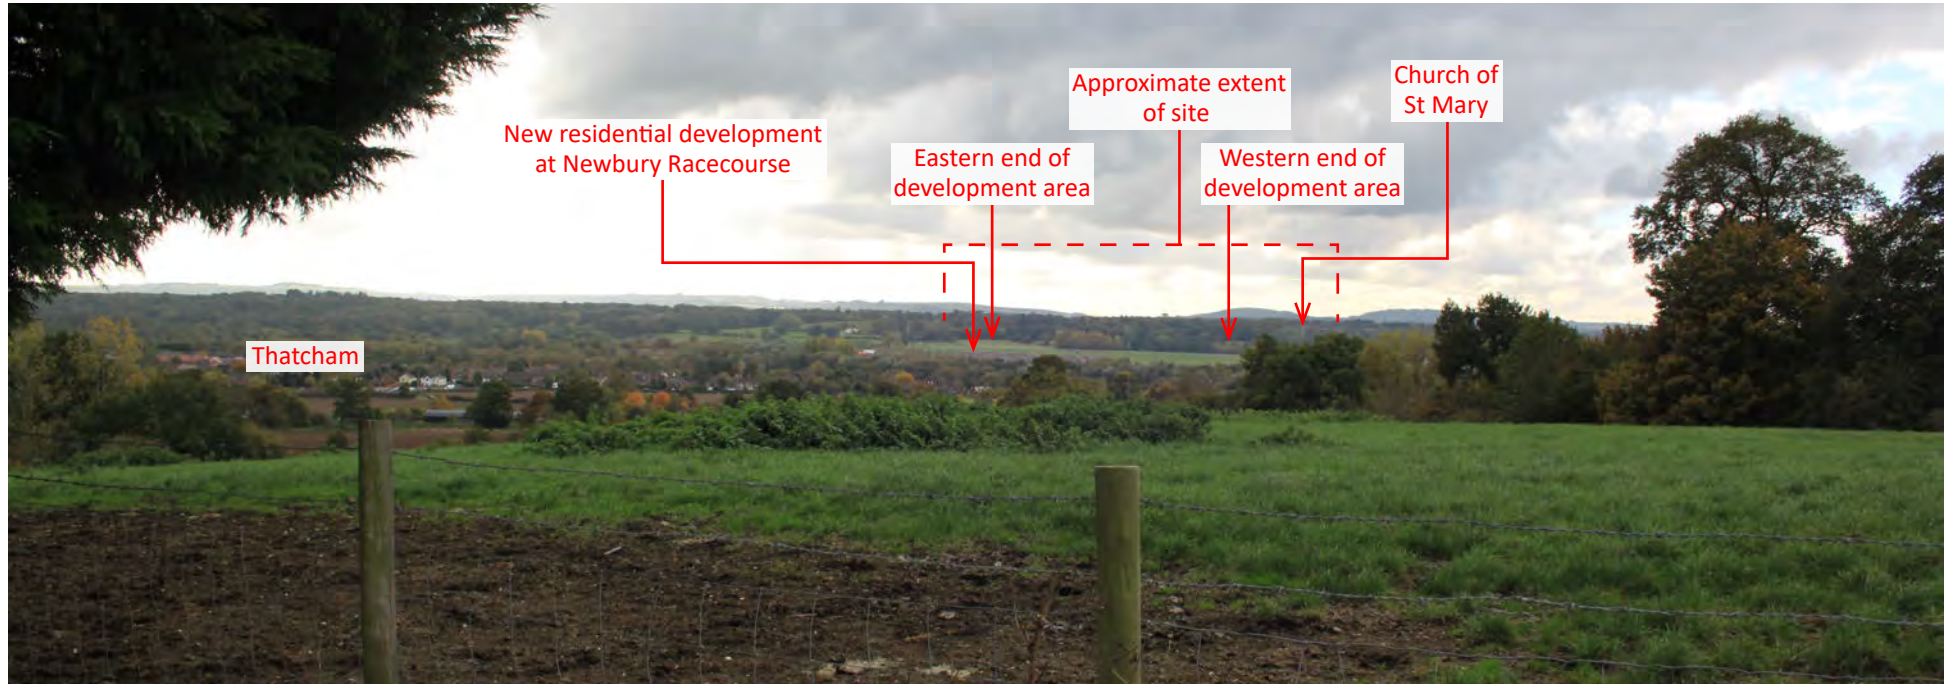 Approximate extent
of site
Church of
St Mary
New residential development
at Newbury Racecourse
Eastern end of
development area
Western end of
development area
Thatcham